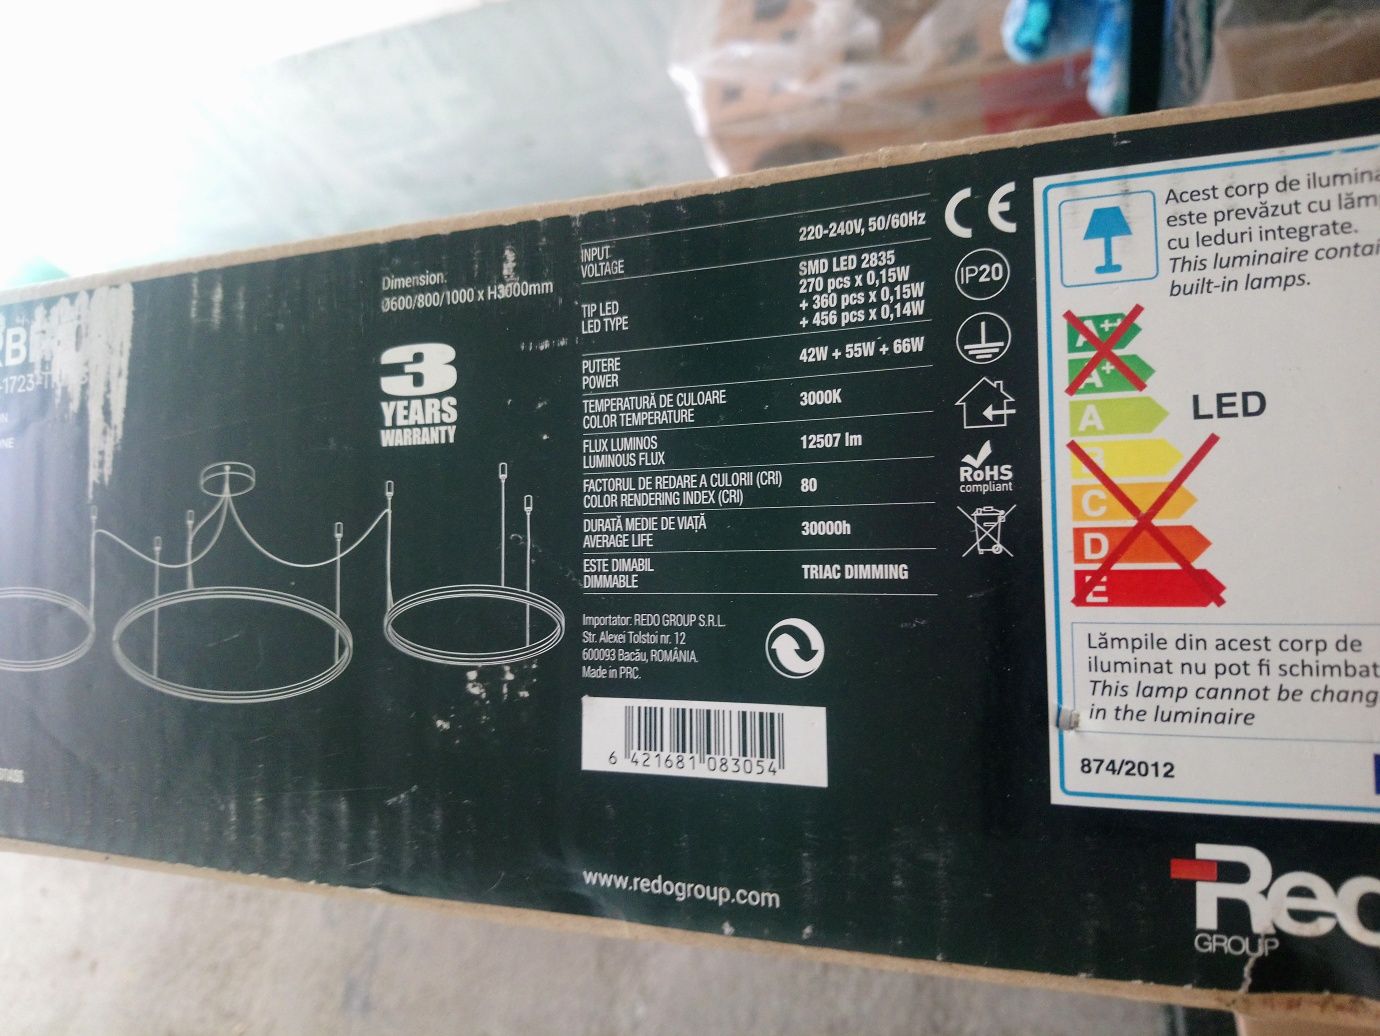 -1723-T
Dimension:
Ø600/800/1000 x H3000mm
3
YEARS
WARRANTY
INPUT
VOLTAGE
220-240V, 50/60Hz
TIP LED
LED TYPE
SMD LED 2835
270 pcs x 0,15W
+ 360 pcs x 0,15W
+ 456 pcs x 0,14W
PUTERE
POWER
42W + 55W + 66W
TEMPERATURĂ DE CULOARE
COLOR TEMPERATURE
3000K
FLUX LUMINOS
LUMINOUS FLUX
12507 lm
FACTORUL DE REDARE A CULORII (CRI)
COLOR RENDERING INDEX (CRI)
80
DURATĂ MEDIE DE VIAȚĂ
AVERAGE LIFE
30000h
ESTE DIMABIL
DIMMABLE
TRIAC DIMMING
Importator: REDO GROUP S.R.L.
Str. Alexei Tolstoi nr. 12
600093 Bacău, ROMÂNIA.
Made in PRC.
6 421681 083054
www.redogroup.com
CE
IP20
RoHS
compliant
Acest corp de ilumina
este prevăzut cu lămp
cu leduri integrate.
This luminaire contai
built-in lamps.
A++
A+
A
B
C
D
E
LED
Lămpile din acest corp de
iluminat nu pot fi schimbat
This lamp cannot be chang
in the luminaire
874/2012
Redo
GROUP